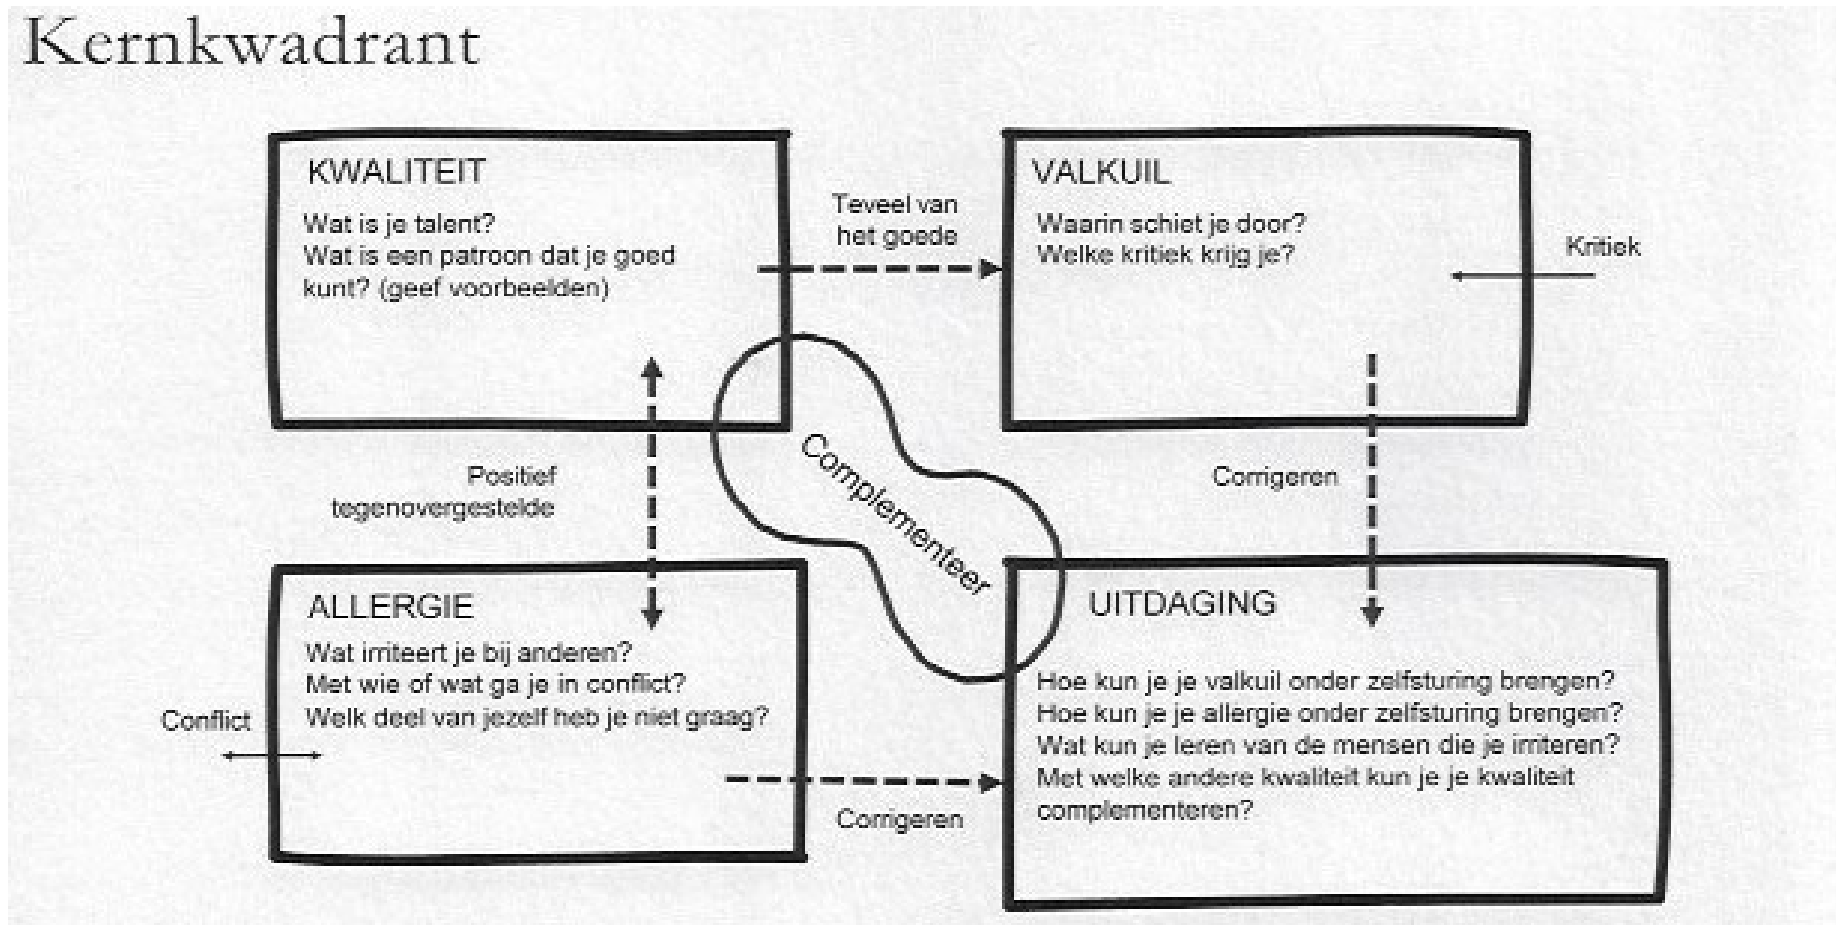 Kernkwadrant
KWALITEIT
Wat is je talent?
Wat is een patroon dat je goed
kunt? (geef voorbeelden)
Teveel van
het goede
VALKUIL
Waarin schiet je door?
Welke kritiek krijg je?
Kritiek
Positief
tegenovergestelde
Complementeer
Corrigeren
ALLERGIE
Wat irriteert je bij anderen?
Met wie of wat ga je in conflict?
Welk deel van jezelf heb je niet graag?
Conflict
Corrigeren
UITDAGING
Hoe kun je je valkuil onder zelfsturing brengen?
Hoe kun je je allergie onder zelfsturing brengen?
Wat kun je leren van de mensen die je irriteren?
Met welke andere kwaliteit kun je je kwaliteit
complementeren?